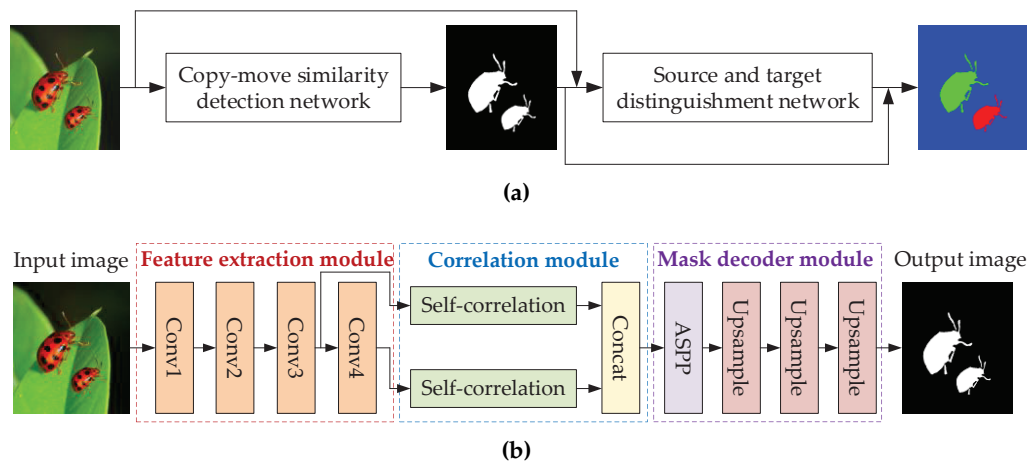 Copy-move similarity
detection network
Source and target
distinguishment network
(a)
Input image
Feature extraction module
Correlation module
Mask decoder module
Output image
Conv1
Conv2
Conv3
Conv4
Self-correlation
Self-correlation
Concat
ASPP
Upsample
Upsample
Upsample
(b)